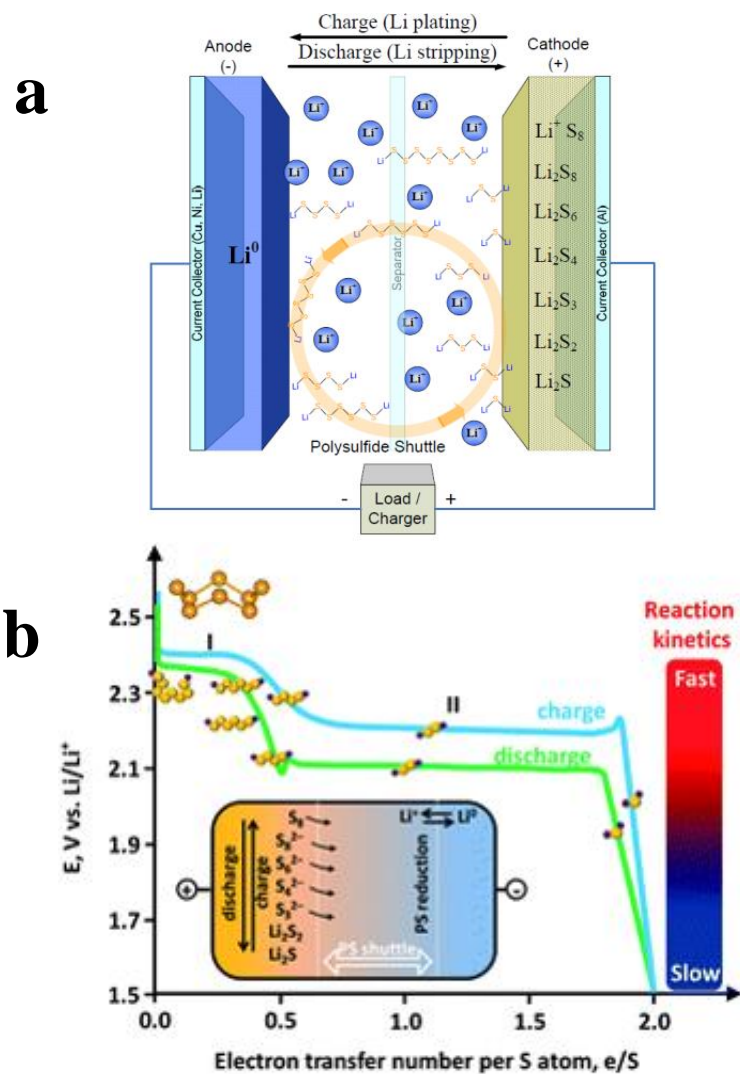 a
Charge (Li plating)
Discharge (Li stripping)
Anode
(-)
Cathode
(+)
Current Collector (Cu, Ni, Li)
Li⁰
Separator
Li⁺ S₈
Li₂S₈
Li₂S₆
Li₂S₄
Li₂S₃
Li₂S₂
Li₂S
Current Collector (Al)
Polysulfide Shuttle
- Load / +
Charger
b
E, V vs. Li/Li⁺
2.5
2.3
2.1
1.9
1.7
1.5
I
II
charge
discharge
Reaction
kinetics
Fast
Slow
+
discharge
charge
S₈
S₈²⁻
S₆²⁻
S₄²⁻
S₃²⁻
Li₂S₂
Li₂S
Li⁺ Li⁰
PS reduction
PS shuttle
-
0.0 0.5 1.0 1.5 2.0
Electron transfer number per S atom, e/S